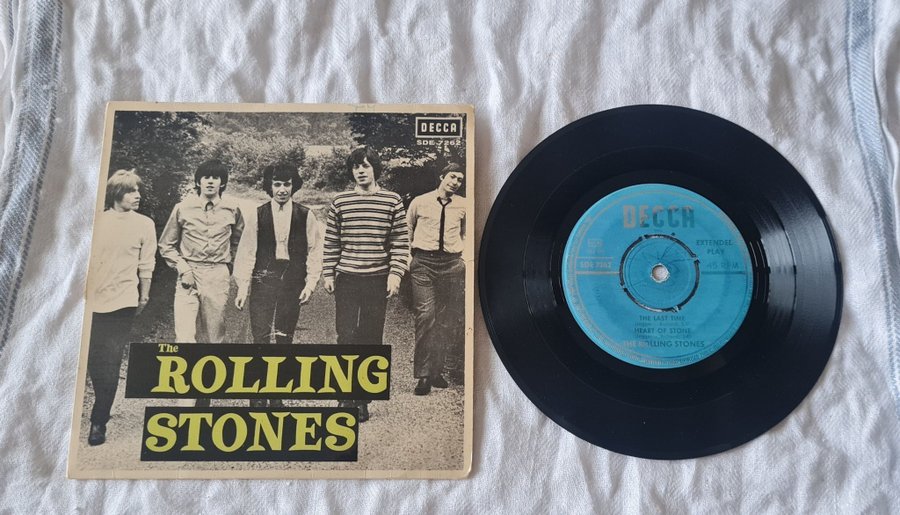 DECCA
SDE 7262
The
ROLLING
STONES
DECCA
EXTENDED
PLAY
SDE 7262
45 RPM
THE LAST TIME
HEART OF STONE
THE ROLLING STONES